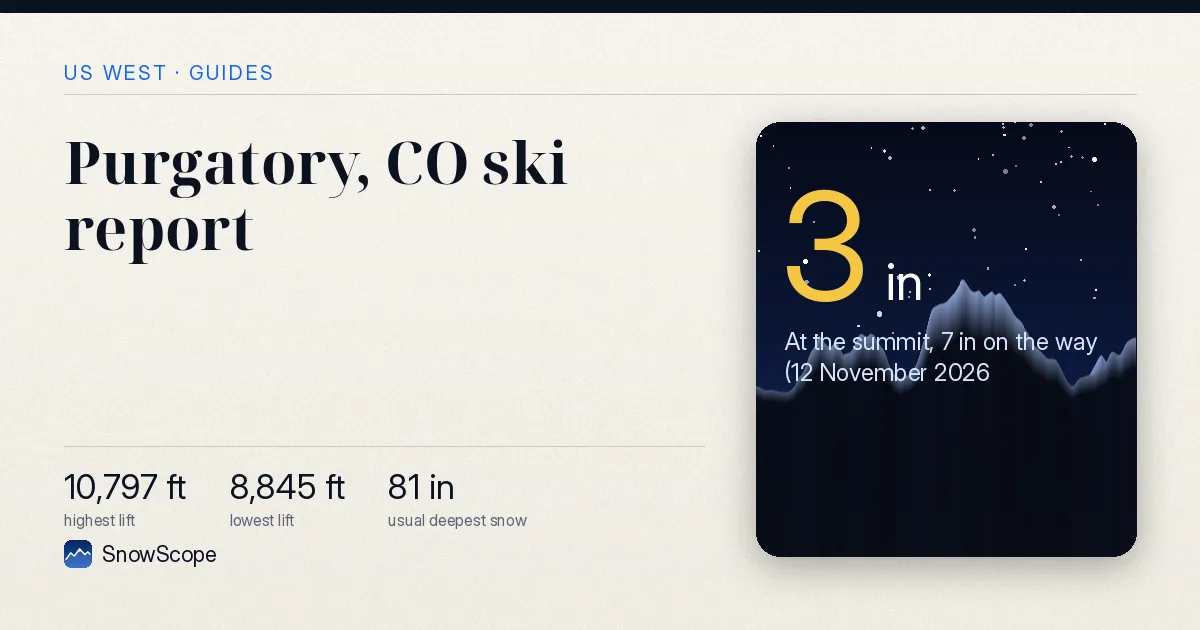 US WEST · GUIDES
Purgatory, CO ski
report
3 in
At the summit, 7 in on the way
(12 November 2026
10,797 ft
highest lift
8,845 ft
lowest lift
81 in
usual deepest snow
SnowScope